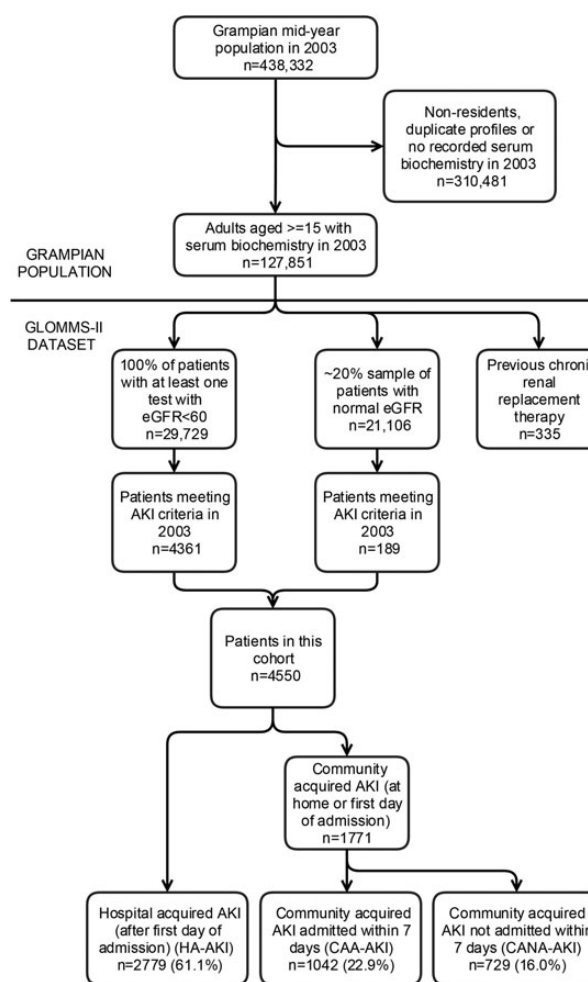 Grampian mid-year
population in 2003
n=438,332
Non-residents,
duplicate profiles or
no recorded serum
biochemistry in 2003
n=310,481
Adults aged >=15 with
serum biochemistry in 2003
n=127,851
GRAMPIAN
POPULATION
GLOMMS-II
DATASET
100% of patients
with at least one
test with
eGFR<60
n=29,729
~20% sample of
patients with
normal eGFR
n=21,106
Previous chroni
renal
replacement
therapy
n=335
Patients meeting
AKI criteria in
2003
n=4361
Patients meeting
AKI criteria in
2003
n=189
Patients in this
cohort
n=4550
Community
acquired AKI (at
home or first day
of admission)
n=1771
Hospital acquired AKI
(after first day of
admission) (HA-AKI)
n=2779 (61.1%)
Community acquired
AKI admitted within 7
days (CAA-AKI)
n=1042 (22.9%)
Community acquired
AKI not admitted within
7 days (CANA-AKI)
n=729 (16.0%)